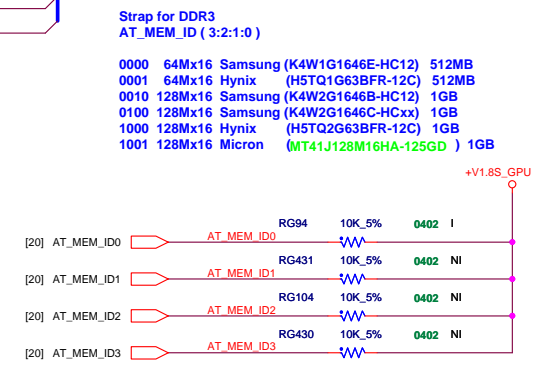 Strap for DDR3
AT_MEM_ID ( 3:2:1:0 )
0000 64Mx16 Samsung (K4W1G1646E-HC12) 512MB
0001 64Mx16 Hynix (H5TQ1G63BFR-12C) 512MB
0010 128Mx16 Samsung (K4W2G1646B-HC12) 1GB
0100 128Mx16 Samsung (K4W2G1646C-HCxx) 1GB
1000 128Mx16 Hynix (H5TQ2G63BFR-12C) 1GB
1001 128Mx16 Micron (MT41J128M16HA-125GD ) 1GB
+V1.8S_GPU
RG94 10K_5% 0402 I
[20] AT_MEM_ID0 AT_MEM_ID0
RG431 10K_5% 0402 NI
[20] AT_MEM_ID1 AT_MEM_ID1
RG104 10K_5% 0402 NI
[20] AT_MEM_ID2 AT_MEM_ID2
RG430 10K_5% 0402 NI
[20] AT_MEM_ID3 AT_MEM_ID3